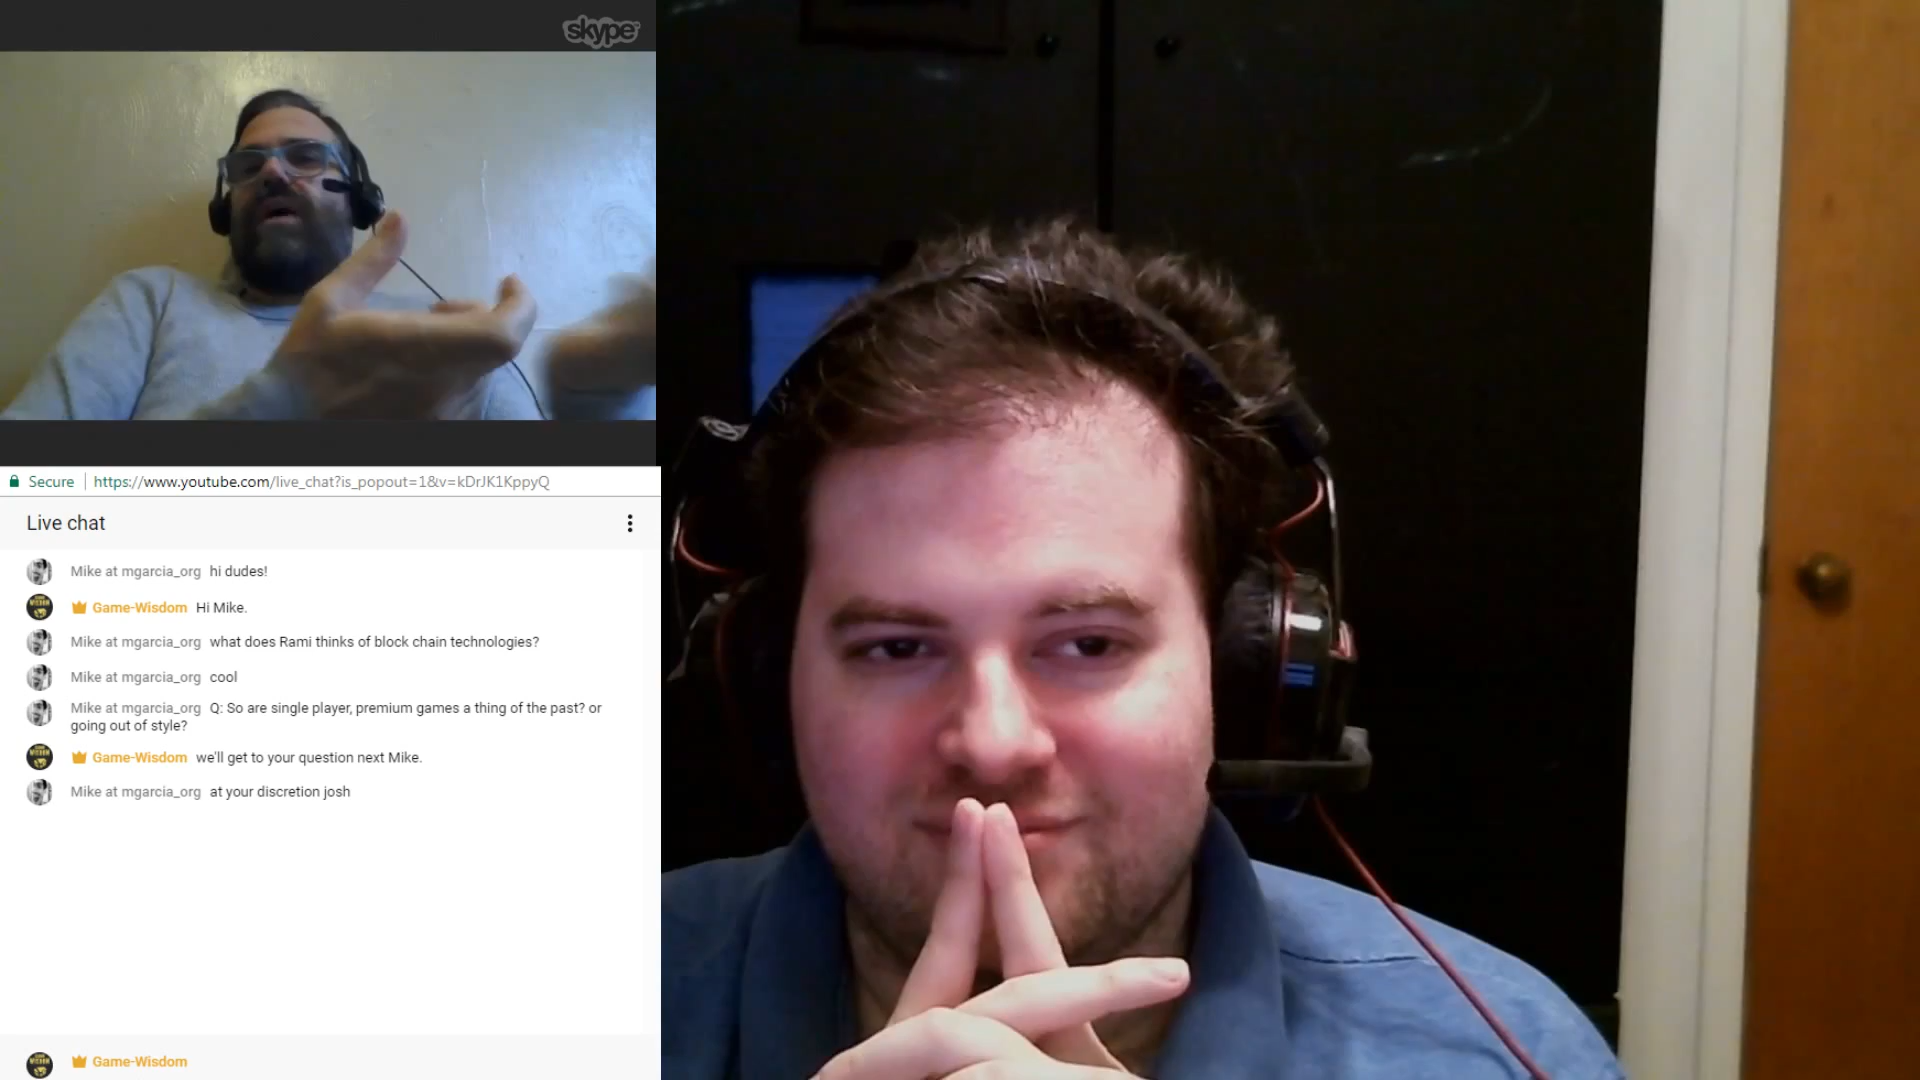 skype
Secure https://www.youtube.com/live_chat?is_popout=1&v=kDrJK1KppyQ
Live chat
Mike at mgarcia_org hi dudes!
Game-Wisdom Hi Mike.
Mike at mgarcia_org what does Rami thinks of block chain technologies?
Mike at mgarcia_org cool
Mike at mgarcia_org Q: So are single player, premium games a thing of the past? or
going out of style?
Game-Wisdom we'll get to your question next Mike.
Mike at mgarcia_org at your discretion josh
Game-Wisdom